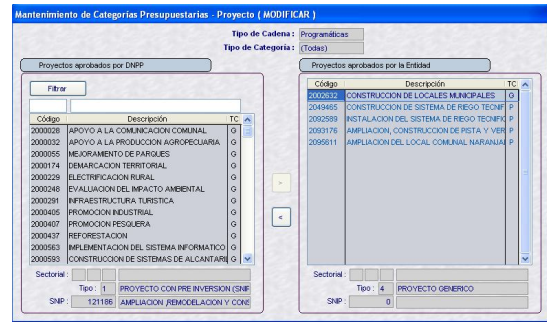 Mantenimiento de Categorías Presupuestarias - Proyecto ( MODIFICAR )
Tipo de Cadena : Programáticas
Tipo de Categoría : (Todas)
Proyectos aprobados por DNPP
Filtrar
Código Descripción TC
2000028 APOYO A LA COMUNICACION COMUNAL G
2000032 APOYO A LA PRODUCCION AGROPECUARIA G
2000055 MEJORAMIENTO DE PARQUES G
2000174 DEMARCACION TERRITORIAL G
2000229 ELECTRIFICACION RURAL G
2000248 EVALUACION DEL IMPACTO AMBIENTAL G
2000291 INFRAESTRUCTURA TURISTICA G
2000405 PROMOCION INDUSTRIAL G
2000407 PROMOCION PESQUERA G
2000437 REFORESTACION G
2000563 IMPLEMENTACION DEL SISTEMA INFORMATICO G
2000593 CONSTRUCCION DE SISTEMAS DE ALCANTARIL G
Sectorial :
Tipo : 1 PROYECTO CON PRE INVERSION (SNIF
SNIP : 121186 AMPLIACION ,REMODELACION Y CONS
>
«
Proyectos aprobados por la Entidad
Código Descripción TC
2002632 CONSTRUCCION DE LOCALES MUNICIPALES G
2049465 CONSTRUCCION DE SISTEMA DE RIEGO TECNIF P
2092589 INSTALACION DEL SISTEMA DE RIEGO TECNIFIC P
2093176 AMPLIACION, CONSTRUCCION DE PISTA Y VER P
2095611 AMPLIACION DEL LOCAL COMUNAL NARANJAL P
Sectorial :
Tipo : 4 PROYECTO GENERICO
SNIP : 0